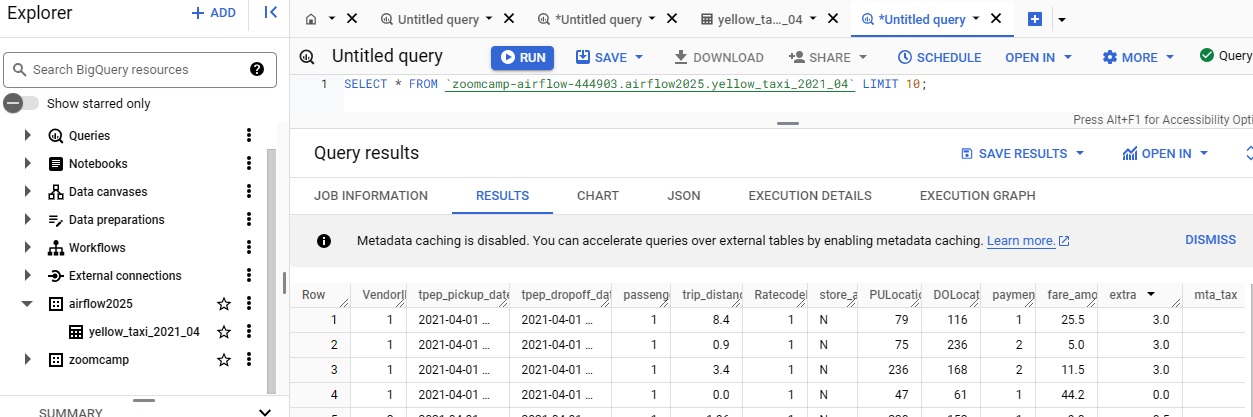 Explorer
+ ADD
Untitled query
*Untitled query
yellow_ta..._04
*Untitled query
Search BigQuery resources
Show starred only
Queries
Notebooks
Data canvases
Data preparations
Workflows
External connections
airflow2025
yellow_taxi_2021_04
zoomcamp
SUMMARY
Untitled query
RUN
SAVE
DOWNLOAD
SHARE
SCHEDULE
OPEN IN
MORE
Query
1 SELECT * FROM `zoomcamp-airflow-444903.airflow2025.yellow_taxi_2021_04` LIMIT 10;
Press Alt+F1 for Accessibility Opti
Query results
SAVE RESULTS
OPEN IN
JOB INFORMATION
RESULTS
CHART
JSON
EXECUTION DETAILS
EXECUTION GRAPH
Metadata caching is disabled. You can accelerate queries over external tables by enabling metadata caching. Learn more.
DISMISS
Row VendorI tpep_pickup_date tpep_dropoff_dat passeng trip_distanc Ratecode store_a PULocatic DOLocat paymen fare_amo extra mta_tax
1 1 2021-04-01 ... 2021-04-01 ... 1 8.4 1 N 79 116 1 25.5 3.0
2 1 2021-04-01 ... 2021-04-01 ... 1 0.9 1 N 75 236 2 5.0 3.0
3 1 2021-04-01 ... 2021-04-01 ... 1 3.4 1 N 236 168 2 11.5 3.0
4 1 2021-04-01 ... 2021-04-01 ... 1 0.0 1 N 47 61 1 44.2 0.0